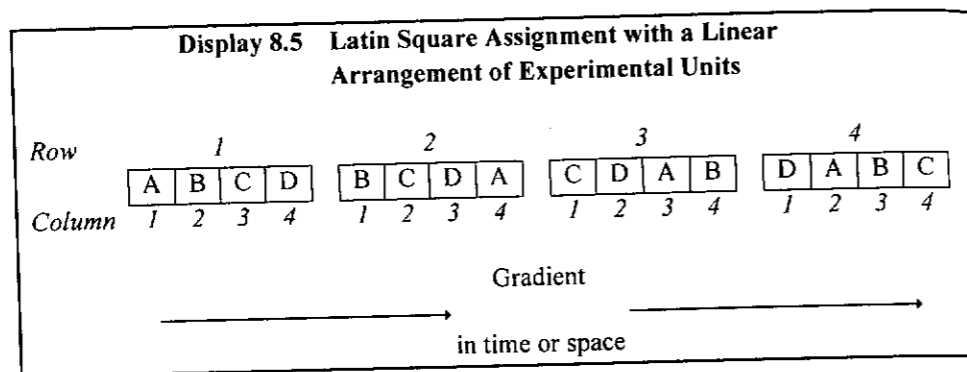 Display 8.5 Latin Square Assignment with a Linear
Arrangement of Experimental Units
Row 1 2 3 4
A B C D B C D A C D A B D A B C
Column 1 2 3 4 1 2 3 4 1 2 3 4 1 2 3 4
Gradient
in time or space